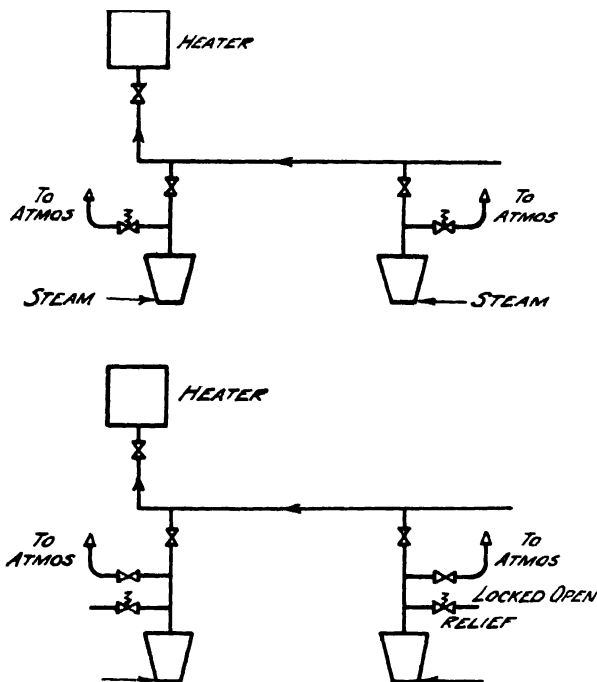 HEATER
TO
ATMOS
TO
ATMOS
STEAM
STEAM
HEATER
TO
ATMOS
TO
ATMOS
LOCKED OPEN
RELIEF